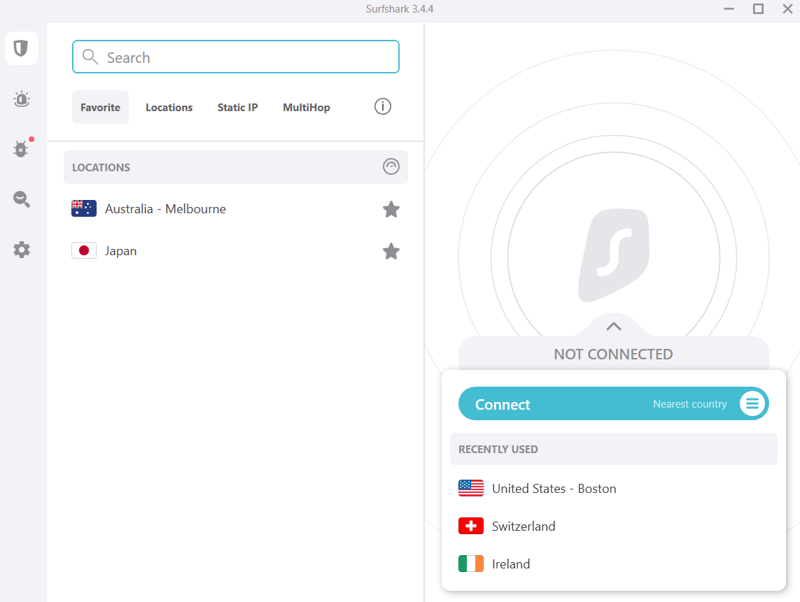 Surfshark 3.4.4
Search
Favorite Locations Static IP MultiHop
LOCATIONS
Australia - Melbourne
Japan
NOT CONNECTED
Connect Nearest country
RECENTLY USED
United States - Boston
Switzerland
Ireland